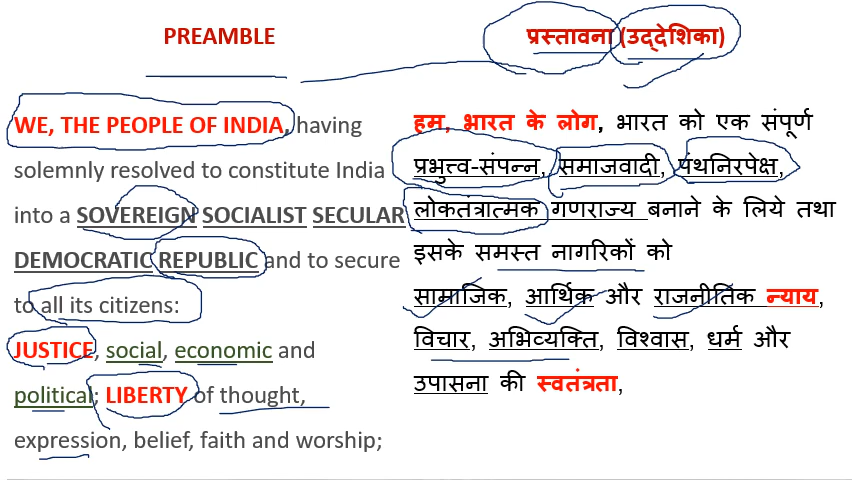 PREAMBLE
WE, THE PEOPLE OF INDIA, having
solemnly resolved to constitute India
into a SOVEREIGN SOCIALIST SECULAR
DEMOCRATIC REPUBLIC and to secure
to all its citizens:
JUSTICE, social, economic and
political; LIBERTY of thought,
expression, belief, faith and worship;
प्रस्तावना (उद्देशिका)
हम, भारत के लोग, भारत को एक संपूर्ण
प्रभुत्त्व-संपन्न, समाजवादी, पंथनिरपेक्ष,
लोकतंत्रात्मक गणराज्य बनाने के लिये तथा
इसके समस्त नागरिकों को
सामाजिक, आर्थिक और राजनीतिक न्याय,
विचार, अभिव्यक्ति, विश्वास, धर्म और
उपासना की स्वतंत्रता,